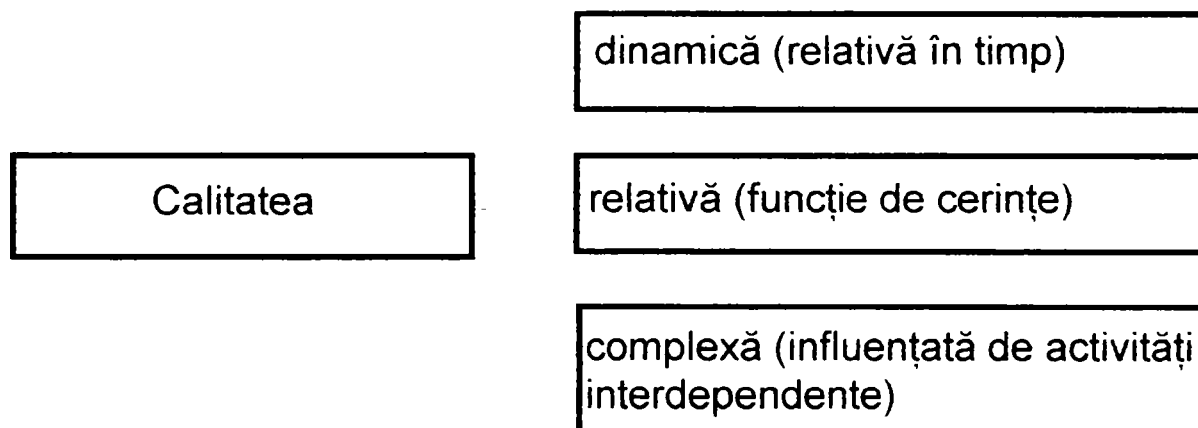 dinamică (relativă în timp)
Calitatea
relativă (funcție de cerințe)
complexă (influențată de activități
interdependente)